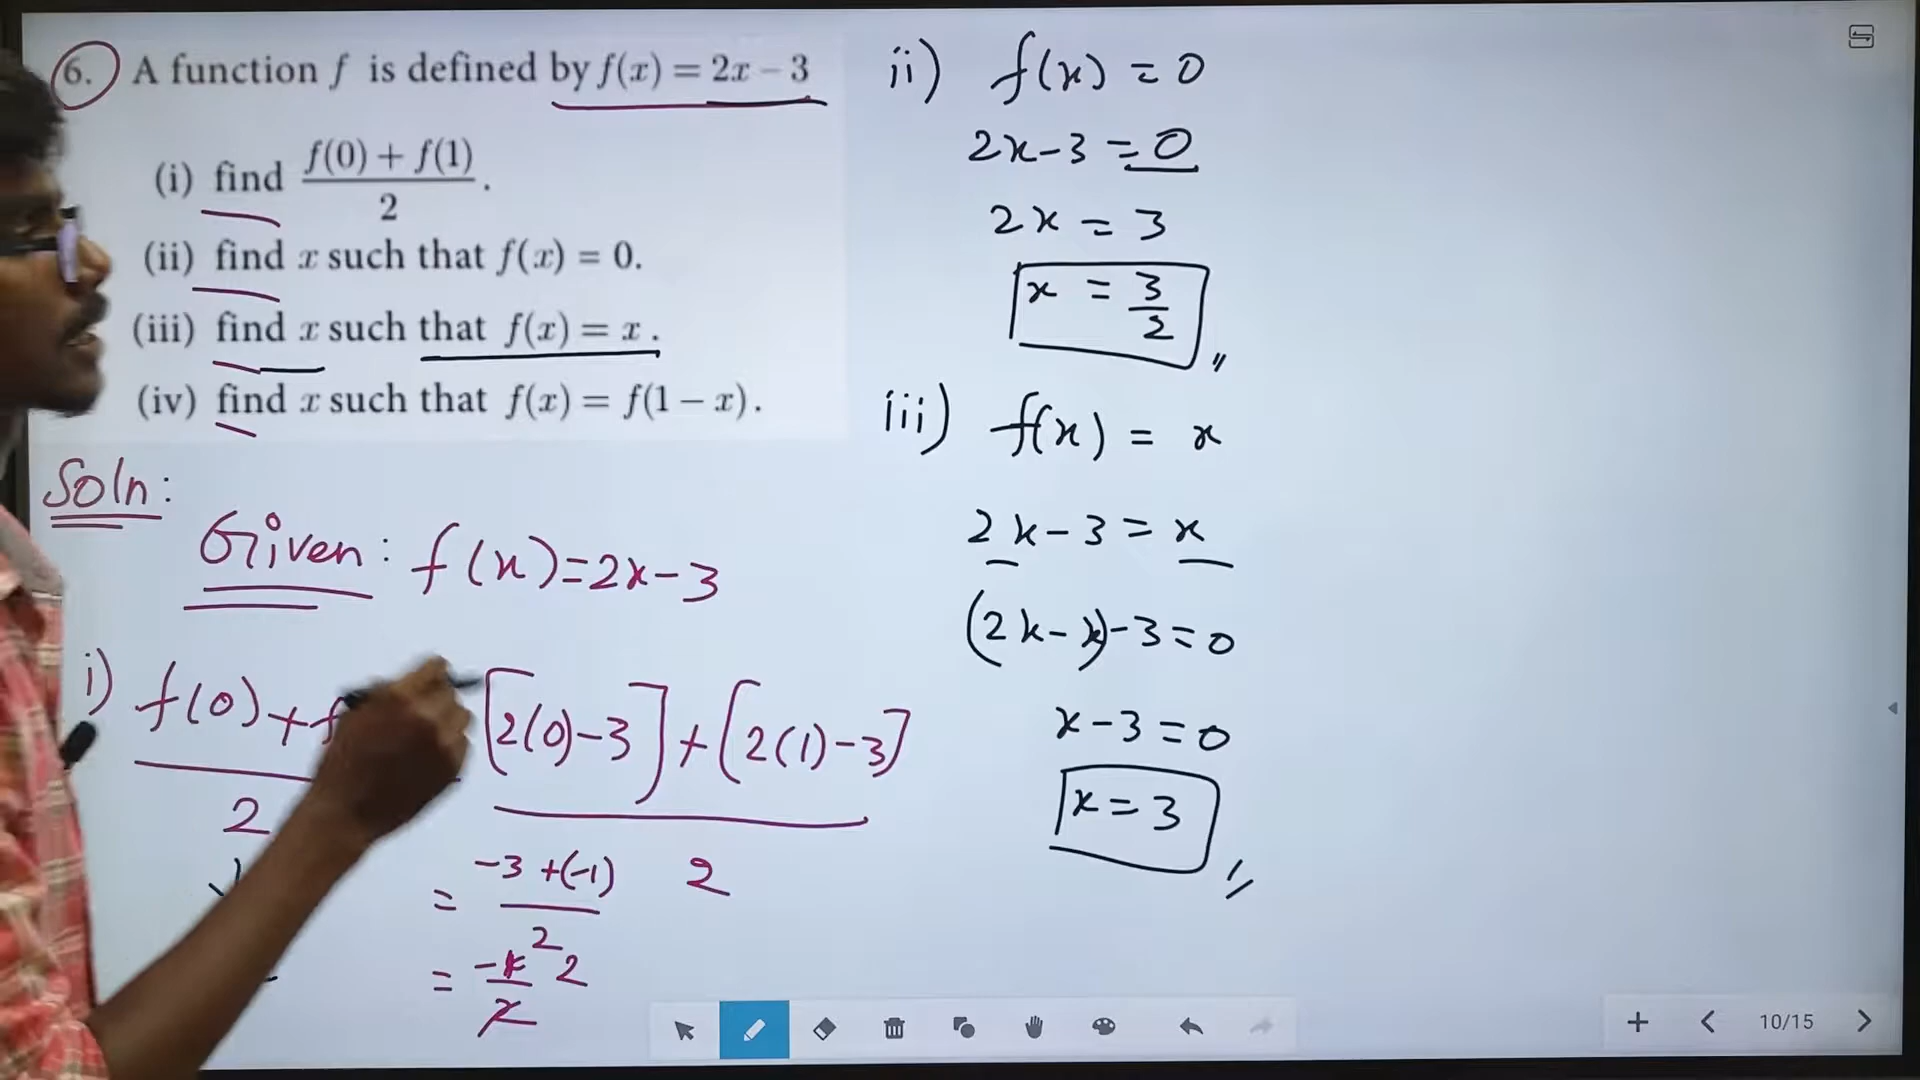 6. A function f is defined by f(x) = 2x – 3
(i) find f(0) + f(1) / 2 .
(ii) find x such that f(x) = 0.
(iii) find x such that f(x) = x .
(iv) find x such that f(x) = f(1 – x) .
Soln:
Given: f(x)=2x-3
i) f(0)+f
2
[2(0)-3]+[2(1)-3]
2
= -3 +(-1) / 2
= -4 2 / 2
ii) f(x) = 0
2x-3 = 0
2x = 3
x = 3/2 ,,
iii) f(x) = x
2x-3 = x
(2x-x)-3=0
x-3=0
x=3 ,,
10/15